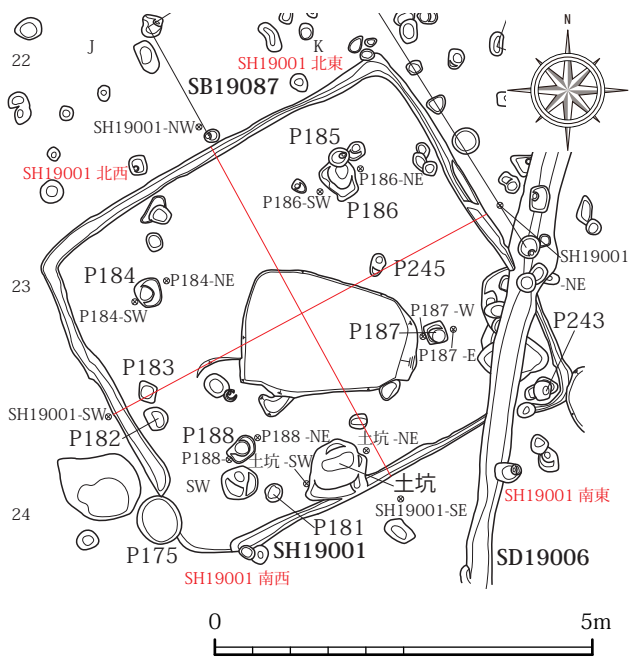 N
22
J
K
SH19001 北東
SB19087
SH19001-NW
P185
SH19001 北西
P186-NE
P186-SW
P186
SH19001
-NE
23
P184
P184-NE
P184-SW
P245
P187
P187 -W
P187 -E
P243
P183
SH19001-SW
P182
P188
P188 -NE
P188-
SW
土坑 -NE
土坑 -SW
土坑
SH19001 南東
SH19001-SE
24
P181
P175
SH19001
SD19006
SH19001 南西
0
5m